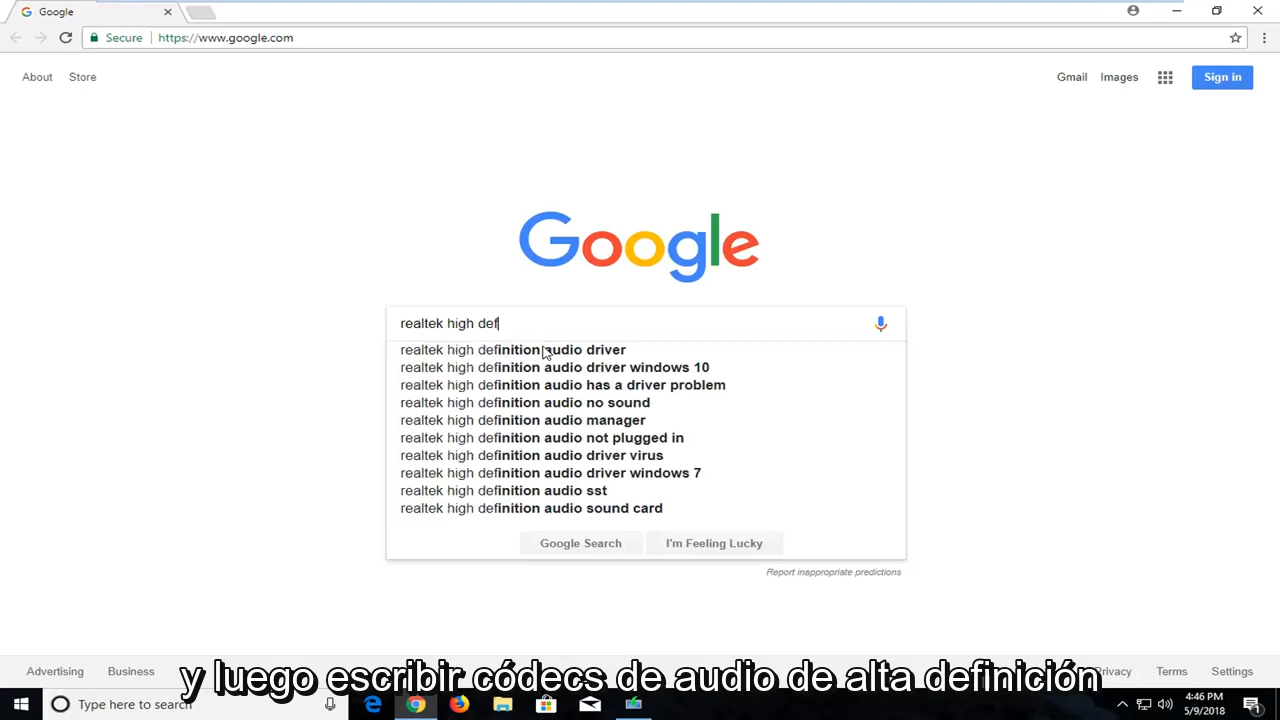 Google
Secure https://www.google.com
About Store
Gmail Images Sign in
Google
realtek high def
realtek high definition audio driver
realtek high definition audio driver windows 10
realtek high definition audio has a driver problem
realtek high definition audio no sound
realtek high definition audio manager
realtek high definition audio not plugged in
realtek high definition audio driver virus
realtek high definition audio driver windows 7
realtek high definition audio sst
realtek high definition audio sound card
Google Search I'm Feeling Lucky
Report inappropriate predictions
Advertising Business Privacy Terms Settings
y luego escribir códecs de audio de alta definición
Type here to search
4:46 PM
5/9/2018
1